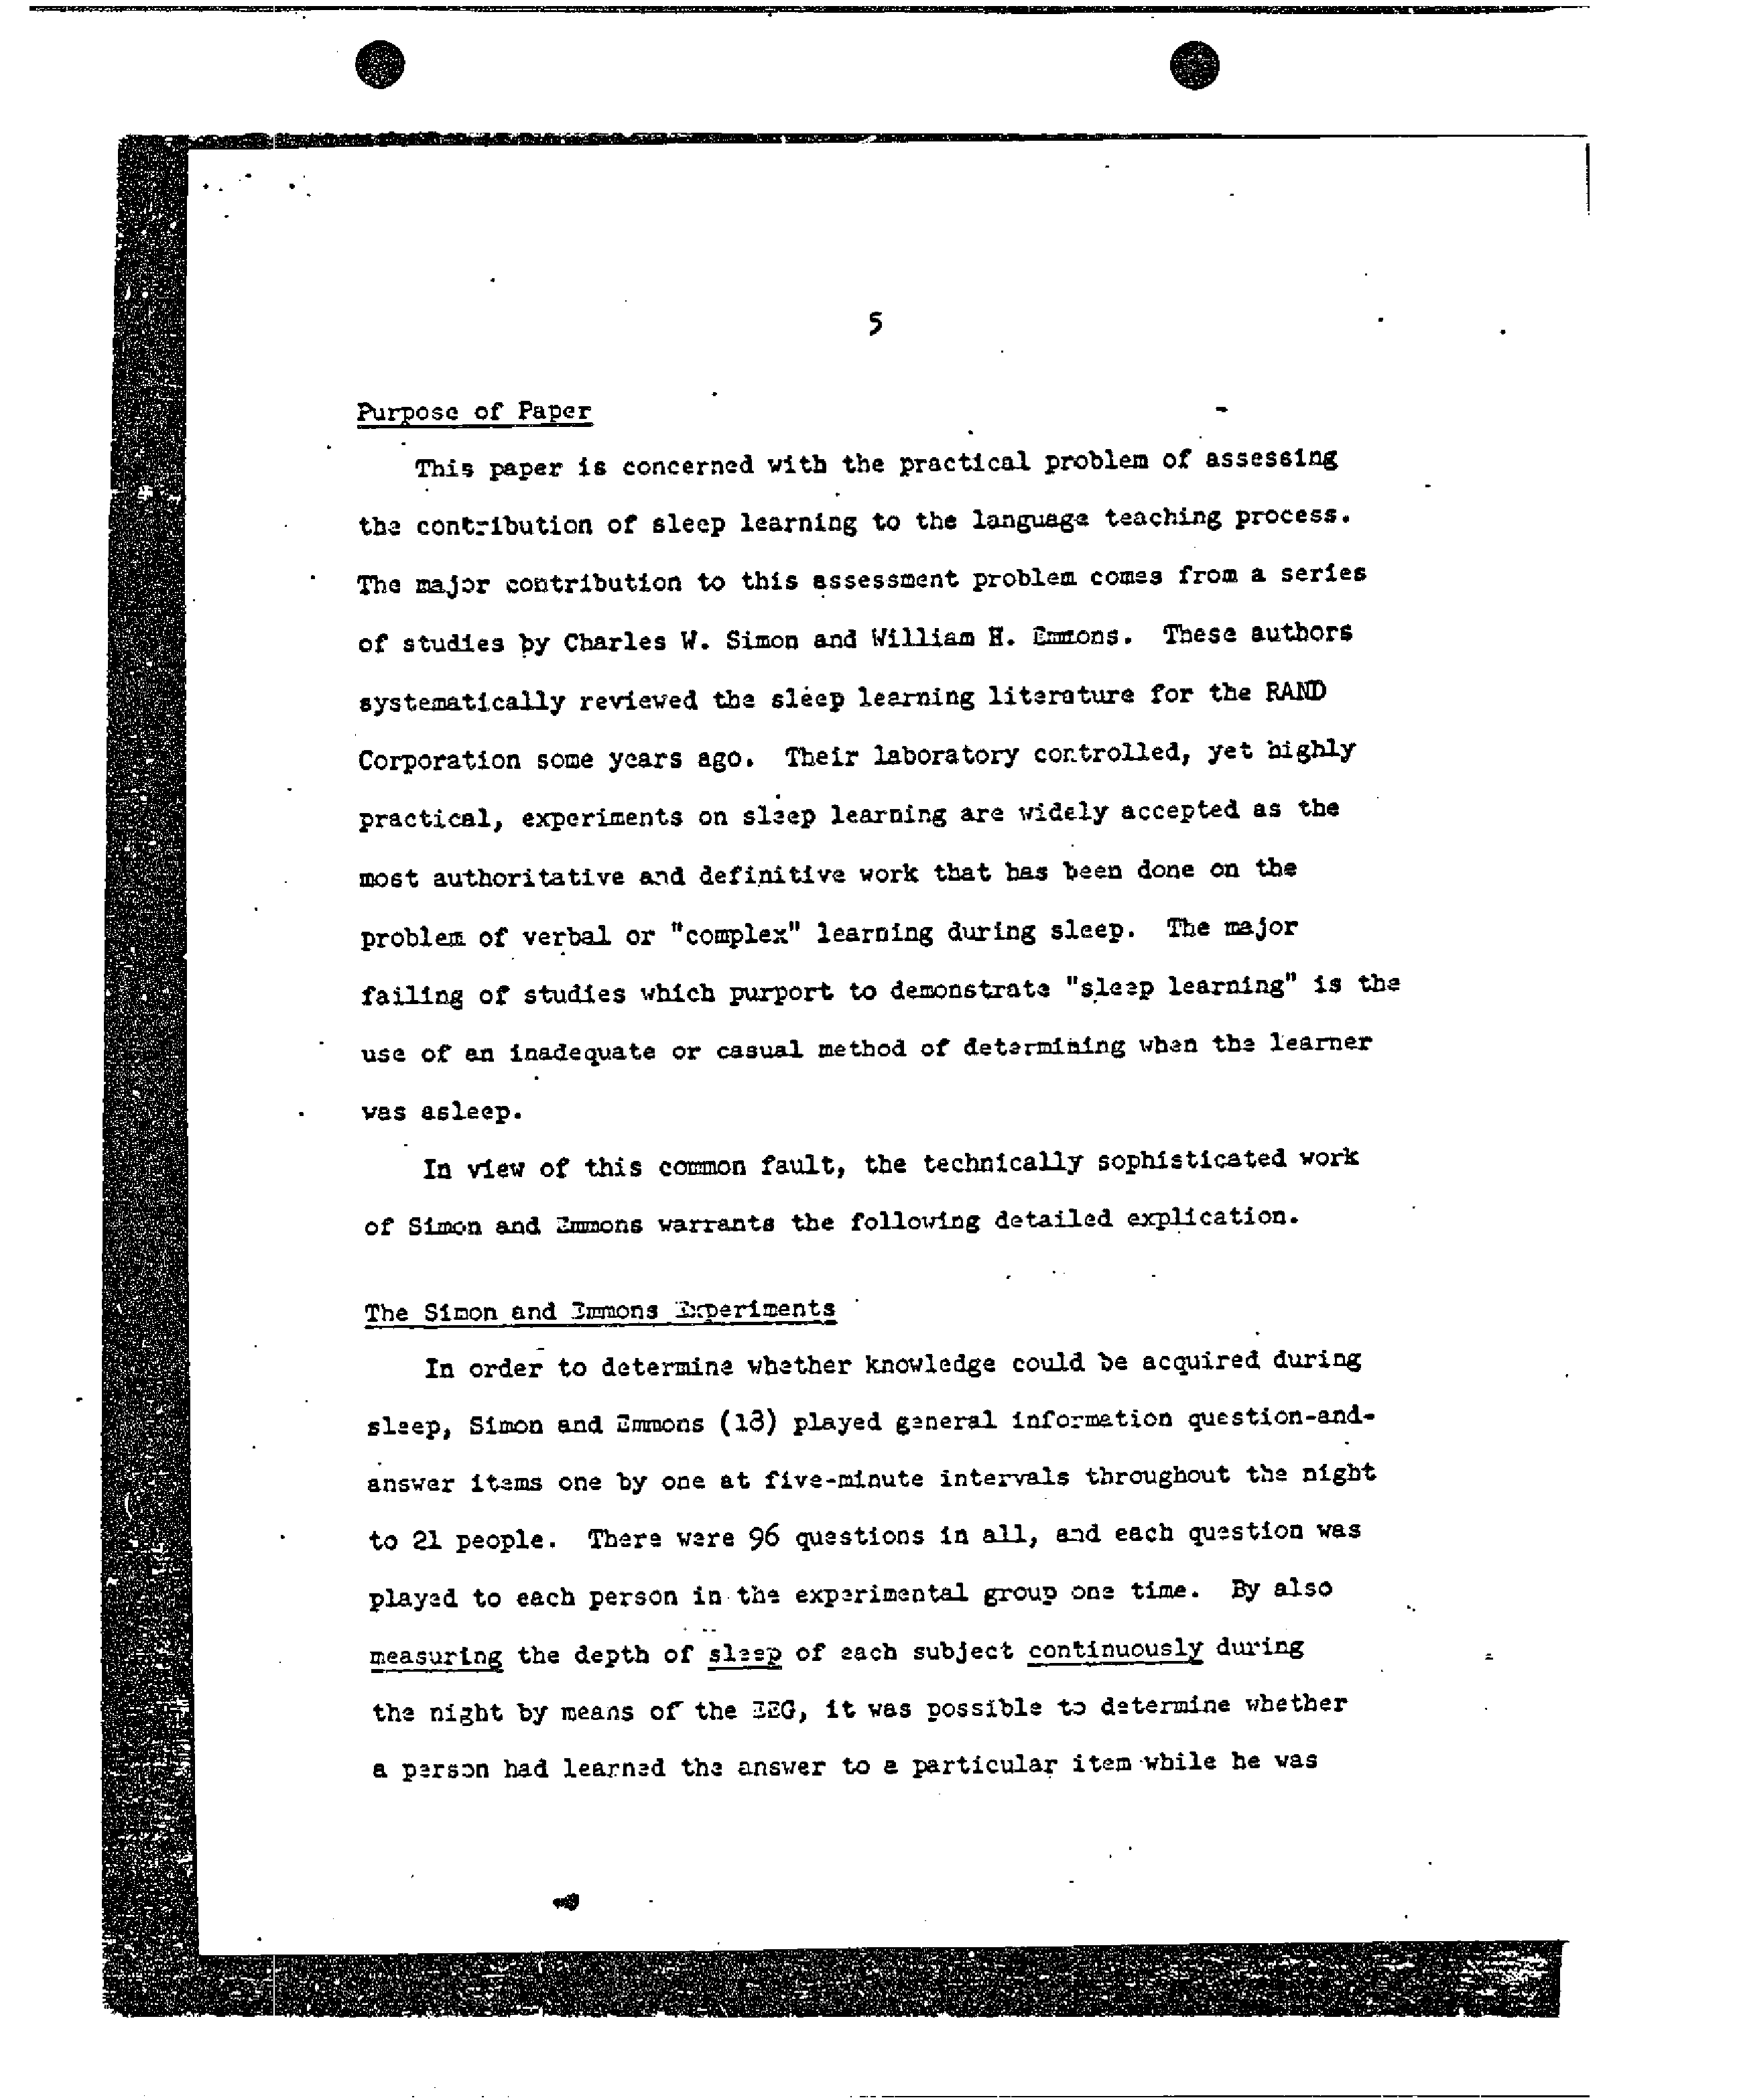 5
Purpose of Paper
This paper is concerned with the practical problem of assessing
the contribution of sleep learning to the language teaching process.
The major contribution to this assessment problem comes from a series
of studies by Charles W. Simon and William H. Emmons. These authors
systematically reviewed the sleep learning literature for the RAND
Corporation some years ago. Their laboratory controlled, yet highly
practical, experiments on sleep learning are widely accepted as the
most authoritative and definitive work that has been done on the
problem of verbal or "complex" learning during sleep. The major
failing of studies which purport to demonstrate "sleep learning" is the
use of an inadequate or casual method of determining when the learner
was asleep.
In view of this common fault, the technically sophisticated work
of Simon and Emmons warrants the following detailed explication.
The Simon and Emmons Experiments
In order to determine whether knowledge could be acquired during
sleep, Simon and Emmons (18) played general information question-and-
answer items one by one at five-minute intervals throughout the night
to 21 people. There were 96 questions in all, and each question was
played to each person in the experimental group one time. By also
measuring the depth of sleep of each subject continuously during
the night by means of the EEG, it was possible to determine whether
a person had learned the answer to a particular item while he was